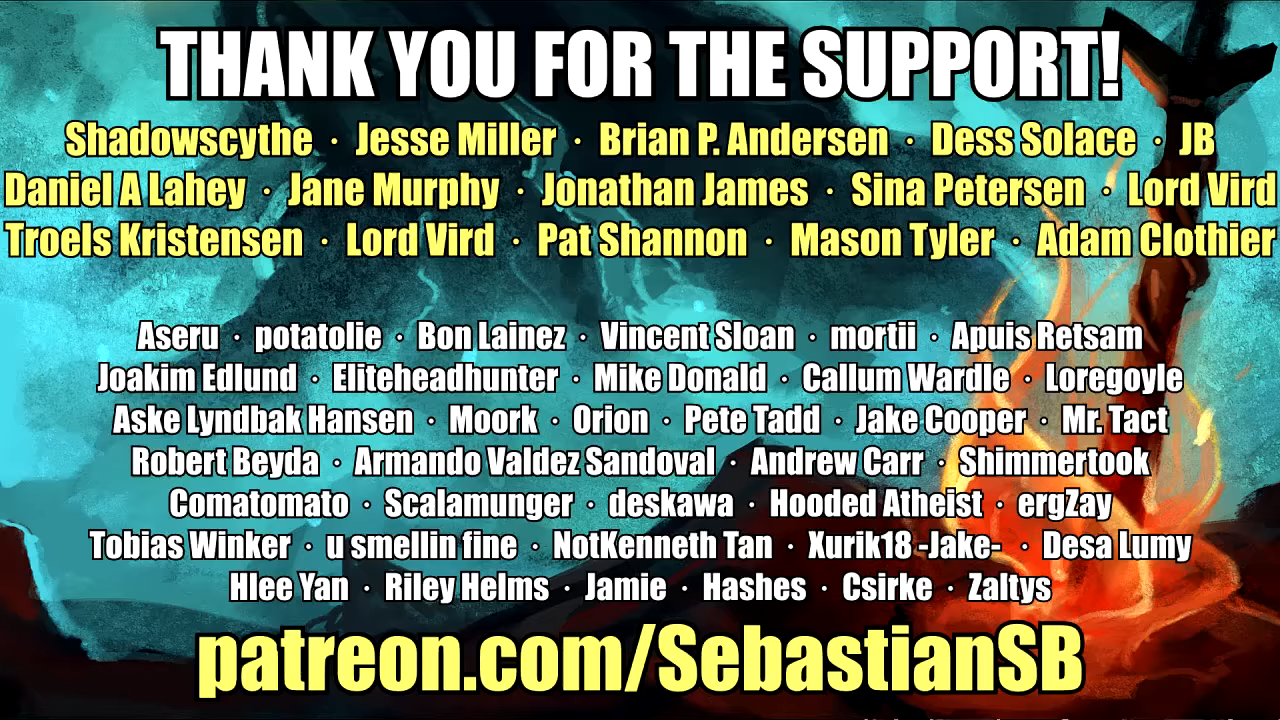 THANK YOU FOR THE SUPPORT!
Shadowscythe · Jesse Miller · Brian P. Andersen · Dess Solace · JB
Daniel A Lahey · Jane Murphy · Jonathan James · Sina Petersen · Lord Vird
Troels Kristensen · Lord Vird · Pat Shannon · Mason Tyler · Adam Clothier
Aseru · potatolie · Bon Lainez · Vincent Sloan · mortii · Apuis Retsam
Joakim Edlund · Eliteheadhunter · Mike Donald · Callum Wardle · Loregoyle
Aske Lyndbak Hansen · Moork · Orion · Pete Tadd · Jake Cooper · Mr. Tact
Robert Beyda · Armando Valdez Sandoval · Andrew Carr · Shimmertook
Comatomato · Scalamunger · deskawa · Hooded Atheist · ergZay
Tobias Winker · u smellin fine · NotKenneth Tan · Xurik18 -Jake- · Desa Lumy
Hlee Yan · Riley Helms · Jamie · Hashes · Csirke · Zaltys
patreon.com/SebastianSB